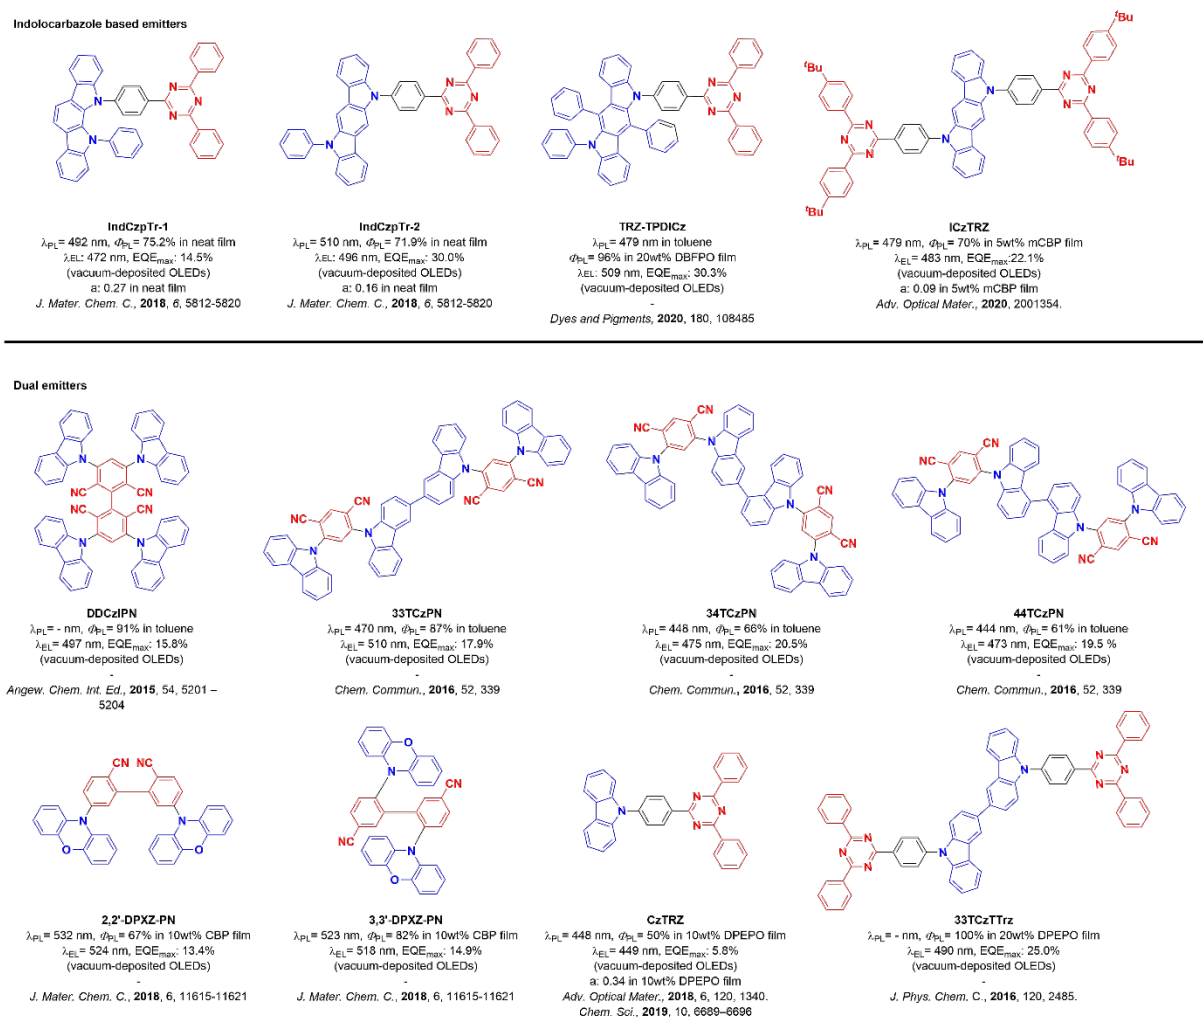 Indolocarbazole based emitters
IndCzpTr-1
λPL= 492 nm, ΦPL= 75.2% in neat film
λEL: 472 nm, EQEmax: 14.5%
(vacuum-deposited OLEDs)
a: 0.27 in neat film
J. Mater. Chem. C., 2018, 6, 5812-5820
IndCzpTr-2
λPL= 510 nm, ΦPL= 71.9% in neat film
λEL: 496 nm, EQEmax: 30.0%
(vacuum-deposited OLEDs)
a: 0.16 in neat film
J. Mater. Chem. C., 2018, 6, 5812-5820
TRZ-TPDICz
λPL= 479 nm in toluene
ΦPL= 96% in 20wt% DBFPO film
λEL: 509 nm, EQEmax: 30.3%
(vacuum-deposited OLEDs)
-
Dyes and Pigments, 2020, 180, 108485
ICzTRZ
λPL= 479 nm, ΦPL= 70% in 5wt% mCBP film
λEL= 483 nm, EQEmax:22.1%
(vacuum-deposited OLEDs)
a: 0.09 in 5wt% mCBP film
Adv. Optical Mater., 2020, 2001354.
Dual emitters
DDCzIPN
λPL= - nm, ΦPL= 91% in toluene
λEL= 497 nm, EQEmax: 15.8%
(vacuum-deposited OLEDs)
-
Angew. Chem. Int. Ed., 2015, 54, 5201 –
5204
33TCzPN
λPL= 470 nm, ΦPL= 87% in toluene
λEL= 510 nm, EQEmax: 17.9%
(vacuum-deposited OLEDs)
-
Chem. Commun., 2016, 52, 339
34TCzPN
λPL= 448 nm, ΦPL= 66% in toluene
λEL= 475 nm, EQEmax: 20.5%
(vacuum-deposited OLEDs)
-
Chem. Commun., 2016, 52, 339
44TCzPN
λPL= 444 nm, ΦPL= 61% in toluene
λEL= 473 nm, EQEmax: 19.5 %
(vacuum-deposited OLEDs)
-
Chem. Commun., 2016, 52, 339
2,2'-DPXZ-PN
λPL= 532 nm, ΦPL= 67% in 10wt% CBP film
λEL= 524 nm, EQEmax: 13.4%
(vacuum-deposited OLEDs)
-
J. Mater. Chem. C., 2018, 6, 11615-11621
3,3'-DPXZ-PN
λPL= 523 nm, ΦPL= 82% in 10wt% CBP film
λEL= 518 nm, EQEmax: 14.9%
(vacuum-deposited OLEDs)
-
J. Mater. Chem. C., 2018, 6, 11615-11621
CzTRZ
λPL= 448 nm, ΦPL= 50% in 10wt% DPEPO film
λEL= 449 nm, EQEmax: 5.8%
(vacuum-deposited OLEDs)
a: 0.34 in 10wt% DPEPO film
Adv. Optical Mater., 2018, 6, 120, 1340.
Chem. Sci., 2019, 10, 6689–6696
33TCzTTrz
λPL= - nm, ΦPL= 100% in 20wt% DPEPO film
λEL= 490 nm, EQEmax: 25.0%
(vacuum-deposited OLEDs)
-
J. Phys. Chem. C., 2016, 120, 2485.